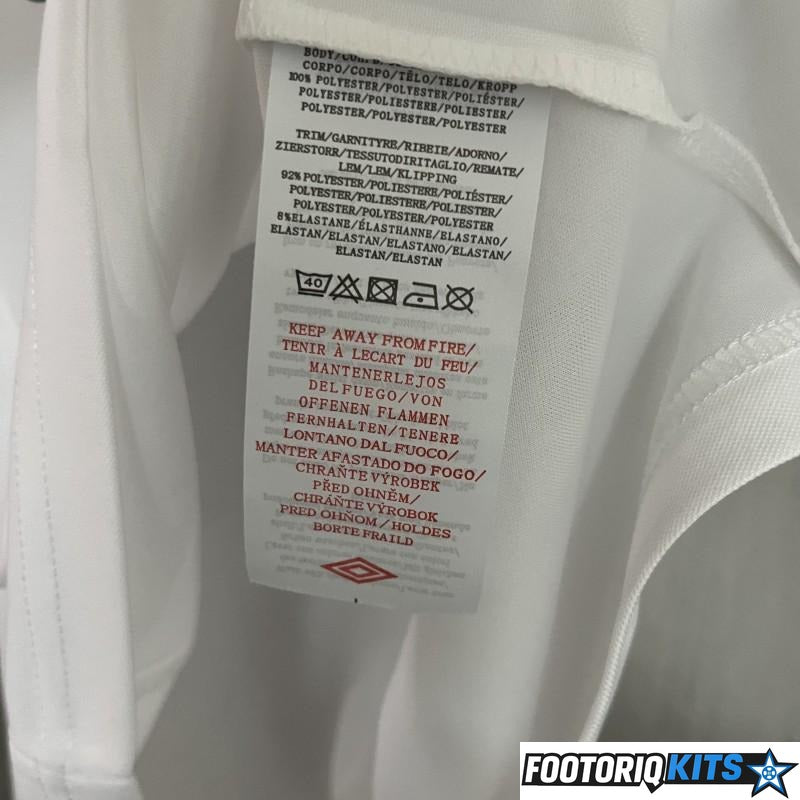 BODY/
CORPO/CORPO/TĚLO/TELO/KROPP
100% POLYESTER/POLYESTER/POLIÉSTER/
POLYESTER/POLIESTERE/POLIESTER/
POLYESTER/POLYESTER/POLYESTER
TRIM/GARNITYRE/RIBEIE/ADORNO/
ZIERSTORR/TESSUTODIRITAGLIO/REMATE/
LEM/LEM/KLIPPING
92% POLYESTER/POLYESTERE/POLIÉSTER/
POLYESTER/POLIESTERE/POLIESTER/
POLYESTER/POLYESTER/POLYESTER
8%ELASTANE/ÉLASTHANNE/ELASTANO/
ELASTAN/ELASTAN/ELASTANO/ELASTAN/
ELASTAN/ELASTAN
40
KEEP AWAY FROM FIRE/
TENIR À LECART DU FEU/
MANTENERLEJOS
DEL FUEGO/VON
OFFENEN FLAMMEN
FERNHALTEN/TENERE
LONTANO DAL FUOCO/
MANTER AFASTADO DO FOGO/
CHRAŇTE VÝROBEK
PŘED OHNĚM/
CHRÁŇTE VÝROBOK
PRED OHŇOM/HOLDES
BORTE FRAILD
FOOTORIQKITS